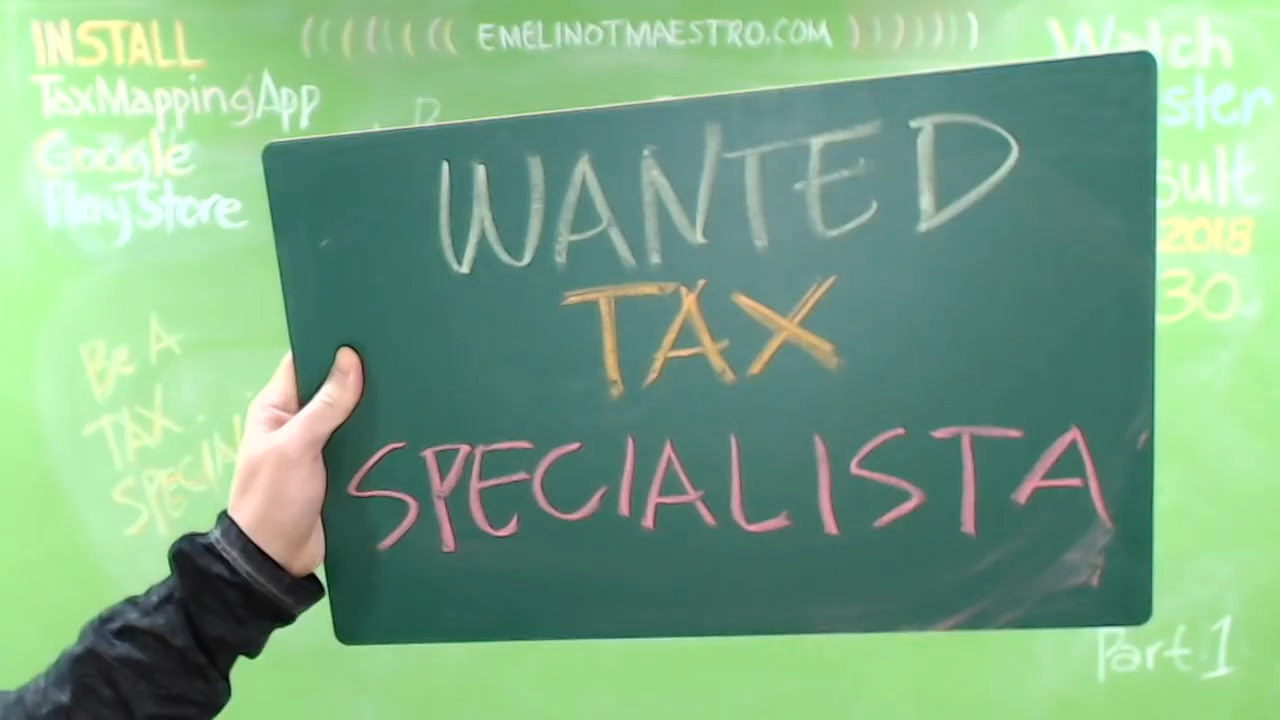 INSTALL
TaxMappingApp
Google
PlayStore
(((((((( EMELINOTMAESTRO.COM ))))))))
Watch
WANTED
TAX
SPECIALISTA
2018
30
Be A
TAX
Part 1